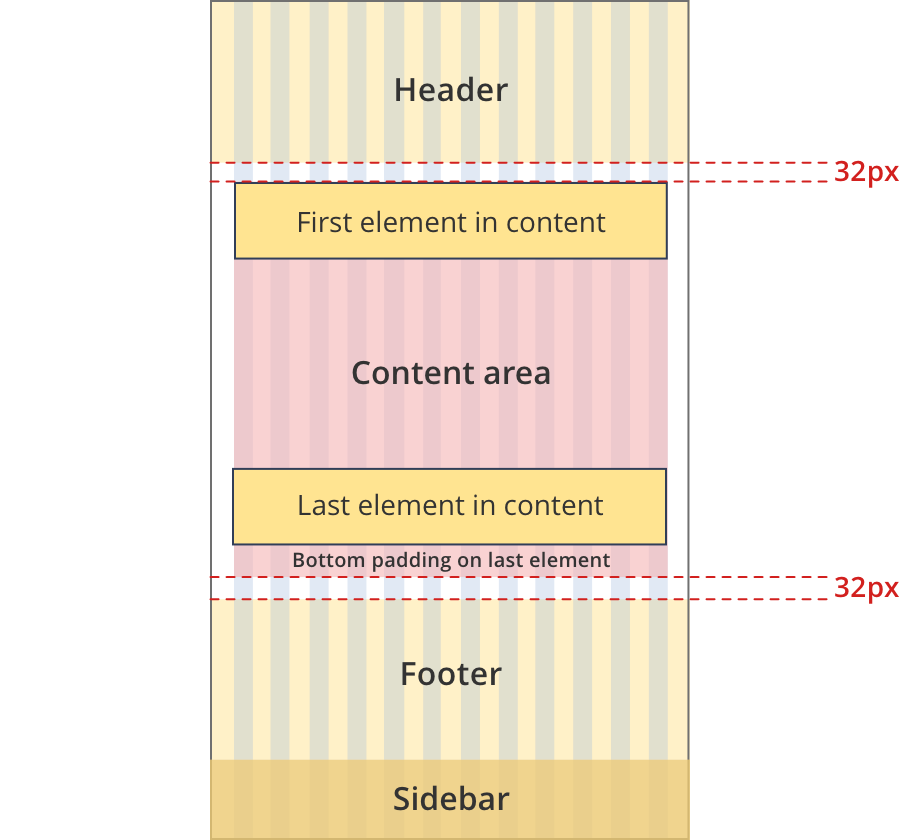 Header
32px
First element in content
Content area
Last element in content
Bottom padding on last element
32px
Footer
Sidebar